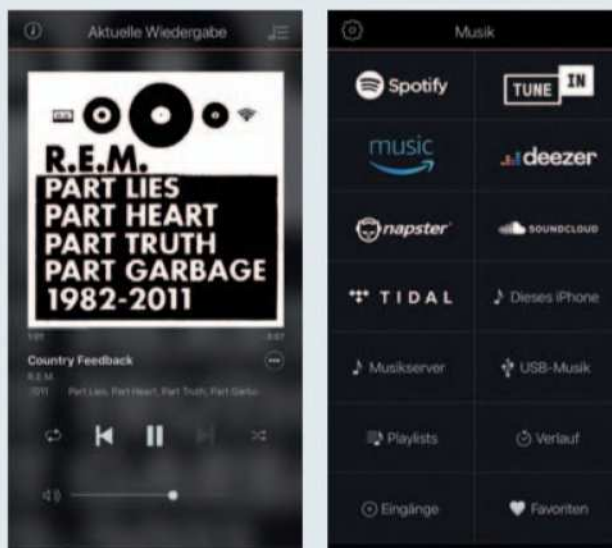 Aktuelle Wiedergabe
R.E.M.
PART LIES
PART HEART
PART TRUTH
PART GARBAGE
1982-2011
Country Feedback
R.E.M.
2011 Part Lies, Part Heart, Part Truth, Part Garba
Musik
Spotify
TUNE IN
music
deezer
napster
SOUNDCLOUD
TIDAL
Dieses iPhone
Musikserver
USB-Musik
Playlists
Verlauf
Eingänge
Favoriten